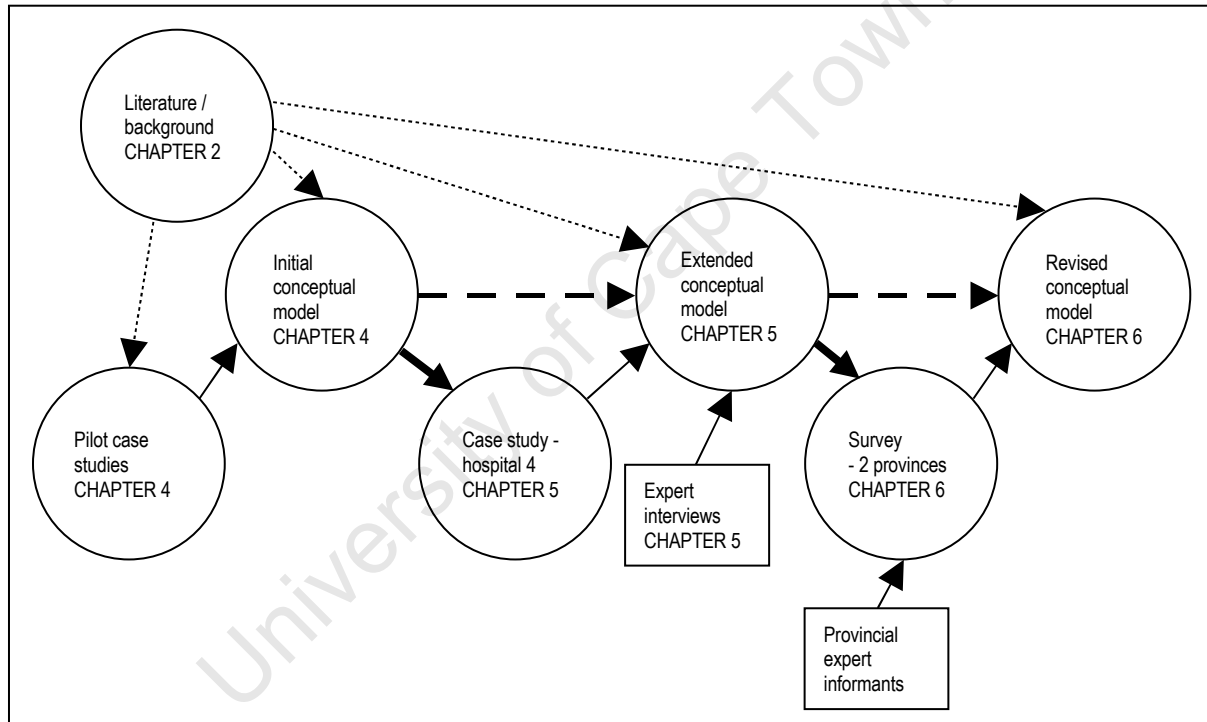 Literature /
background
CHAPTER 2
Initial
conceptual
model
CHAPTER 4
Extended
conceptual
model
CHAPTER 5
Revised
conceptual
model
CHAPTER 6
Pilot case
studies
CHAPTER 4
Case study -
hospital 4
CHAPTER 5
Expert
interviews
CHAPTER 5
Survey
- 2 provinces
CHAPTER 6
Provincial
expert
informants
University of Cape Town